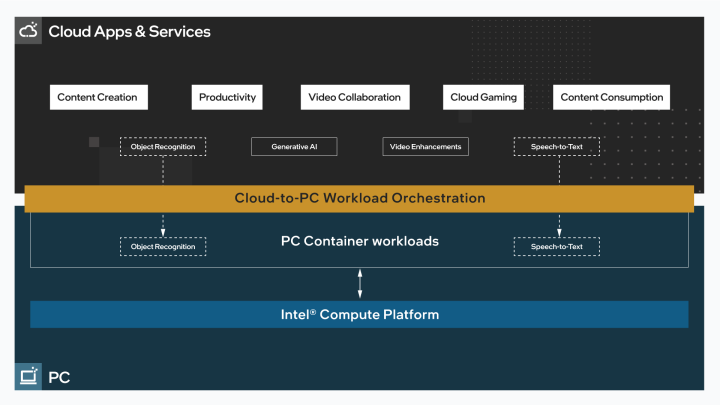 Cloud Apps & Services
Content Creation
Productivity
Video Collaboration
Cloud Gaming
Content Consumption
Object Recognition
Generative AI
Video Enhancements
Speech-to-Text
Cloud-to-PC Workload Orchestration
Object Recognition
PC Container workloads
Speech-to-Text
Intel® Compute Platform
PC